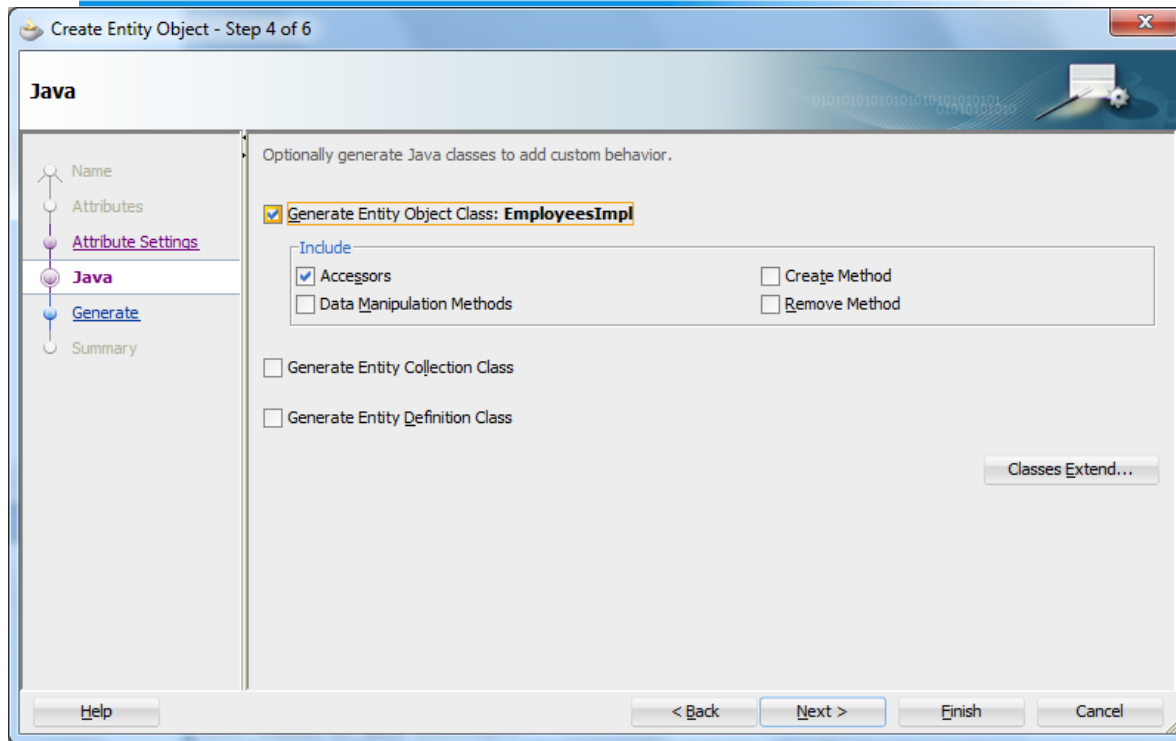 Create Entity Object - Step 4 of 6
Java
Name
Attributes
Attribute Settings
Java
Generate
Summary
Optionally generate Java classes to add custom behavior.
Generate Entity Object Class: EmployeesImpl
Include
Accessors
Create Method
Data Manipulation Methods
Remove Method
Generate Entity Collection Class
Generate Entity Definition Class
Classes Extend...
Help
< Back
Next >
Finish
Cancel